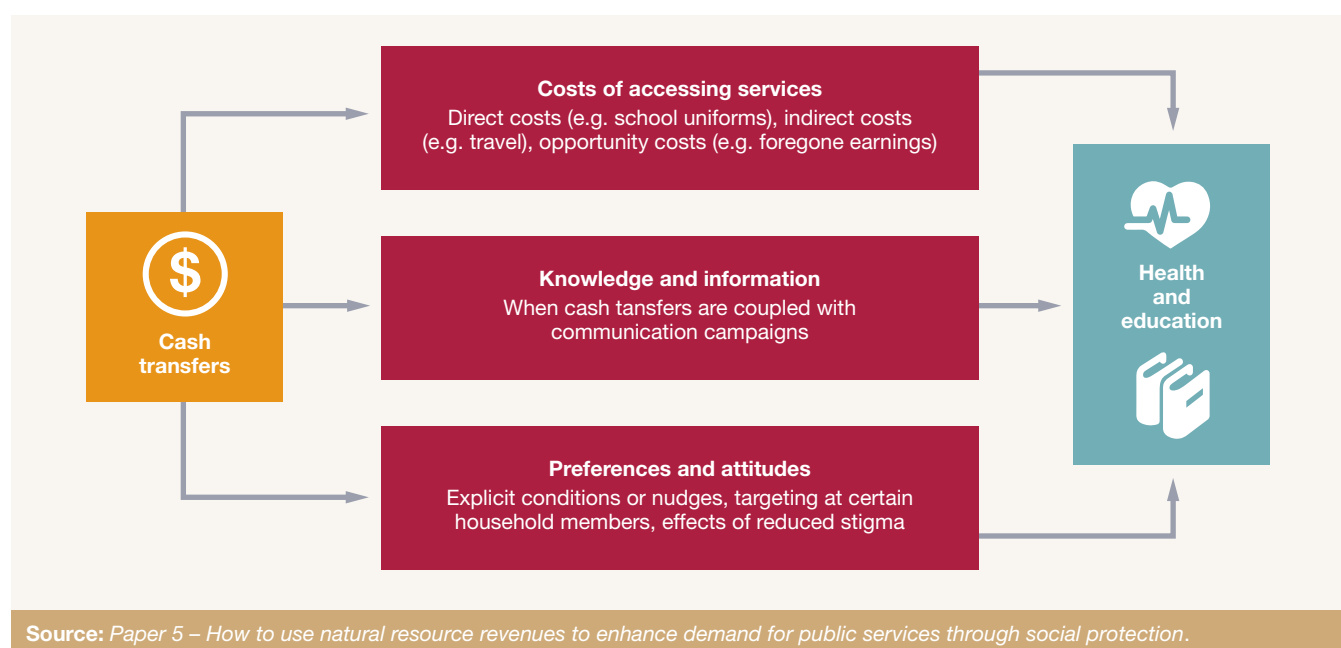 Costs of accessing services
Direct costs (e.g. school uniforms), indirect costs
(e.g. travel), opportunity costs (e.g. foregone earnings)
$
Cash
transfers
Knowledge and information
When cash tansfers are coupled with
communication campaigns
Health
and
education
Preferences and attitudes
Explicit conditions or nudges, targeting at certain
household members, effects of reduced stigma
Source: Paper 5 – How to use natural resource revenues to enhance demand for public services through social protection.